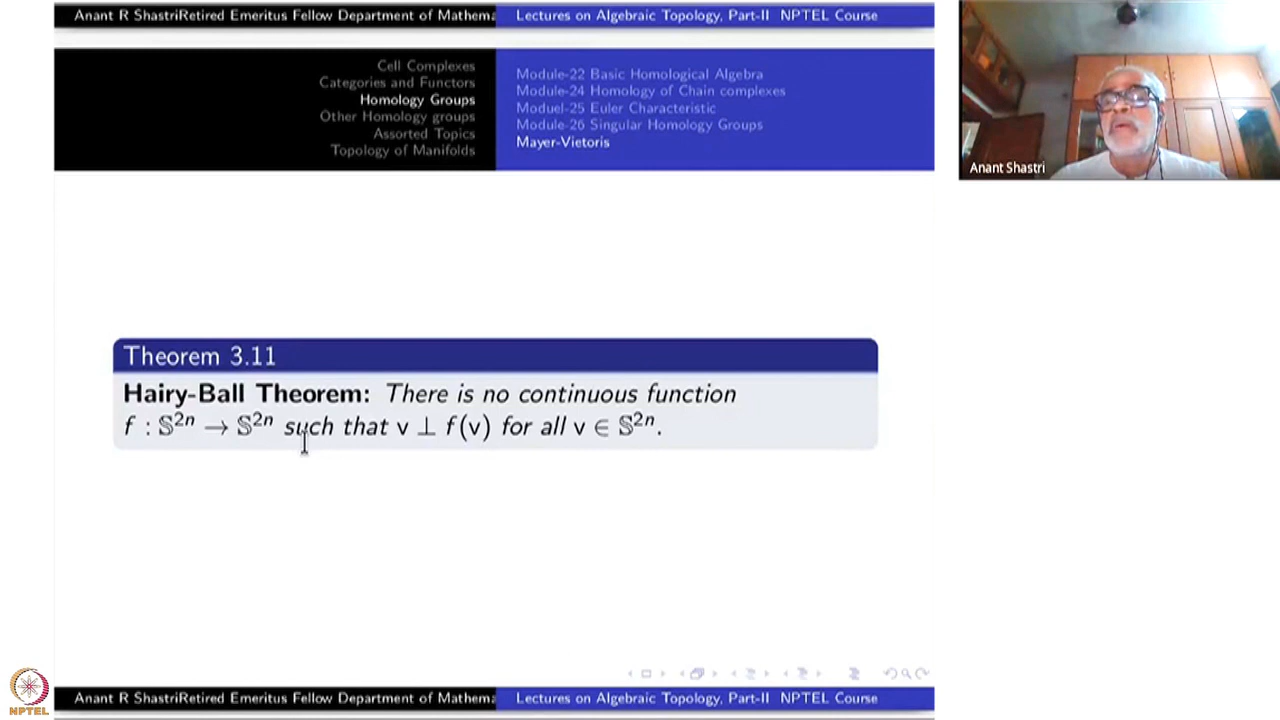 Anant R ShastriRetired Emeritus Fellow Department of Mathema
Lectures on Algebraic Topology, Part-II NPTEL Course
Cell Complexes
Categories and Functors
Homology Groups
Other Homology groups
Assorted Topics
Topology of Manifolds
Module-22 Basic Homological Algebra
Module-24 Homology of Chain complexes
Moduel-25 Euler Characteristic
Module-26 Singular Homology Groups
Mayer-Vietoris
Anant Shastri
Theorem 3.11
Hairy-Ball Theorem: There is no continuous function
f : 𝕊²ⁿ → 𝕊²ⁿ such that v ⊥ f(v) for all v ∈ 𝕊²ⁿ.
Anant R ShastriRetired Emeritus Fellow Department of Mathema
Lectures on Algebraic Topology, Part-II NPTEL Course
NPTEL